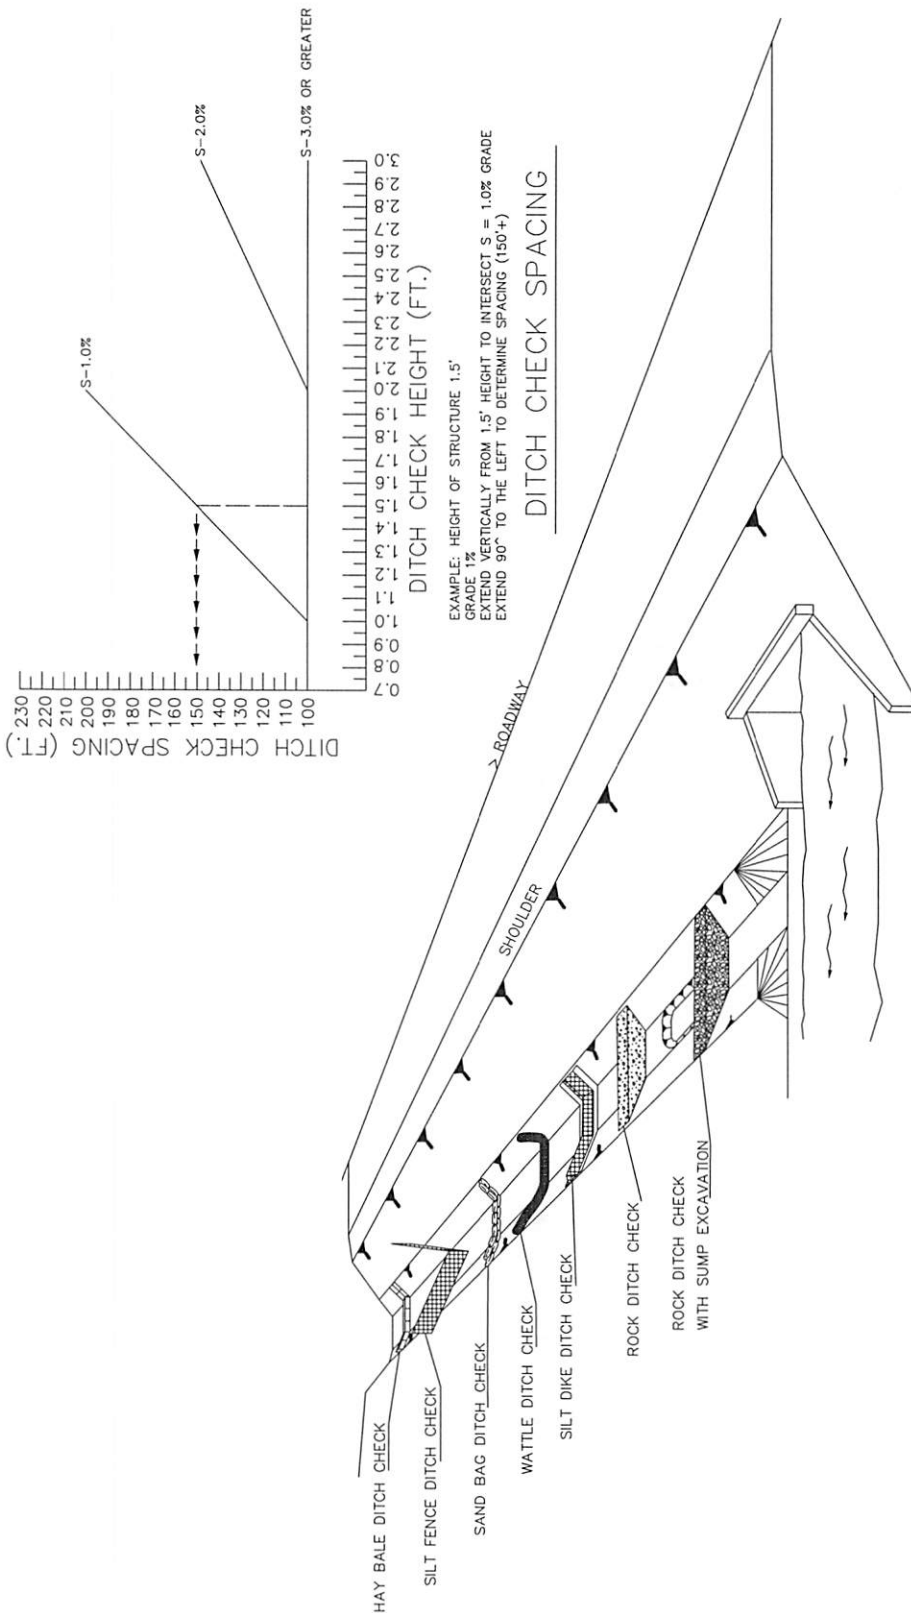 DITCH CHECK SPACING (FT.)
230
220
210
200
190
180
170
160
150
140
130
120
110
100
S-1.0%
S-2.0%
S-3.0% OR GREATER
0.7
0.8
0.9
1.0
1.1
1.2
1.3
1.4
1.5
1.6
1.7
1.8
1.9
2.0
2.1
2.2
2.3
2.4
2.5
2.6
2.7
2.8
2.9
3.0
DITCH CHECK HEIGHT (FT.)
EXAMPLE: HEIGHT OF STRUCTURE 1.5'
GRADE 1%
EXTEND VERTICALLY FROM 1.5' HEIGHT TO INTERSECT S = 1.0% GRADE
EXTEND 90^ TO THE LEFT TO DETERMINE SPACING (150'+)
DITCH CHECK SPACING
ROADWAY
SHOULDER
HAY BALE DITCH CHECK
SILT FENCE DITCH CHECK
SAND BAG DITCH CHECK
WATTLE DITCH CHECK
SILT DIKE DITCH CHECK
ROCK DITCH CHECK
ROCK DITCH CHECK
WITH SUMP EXCAVATION